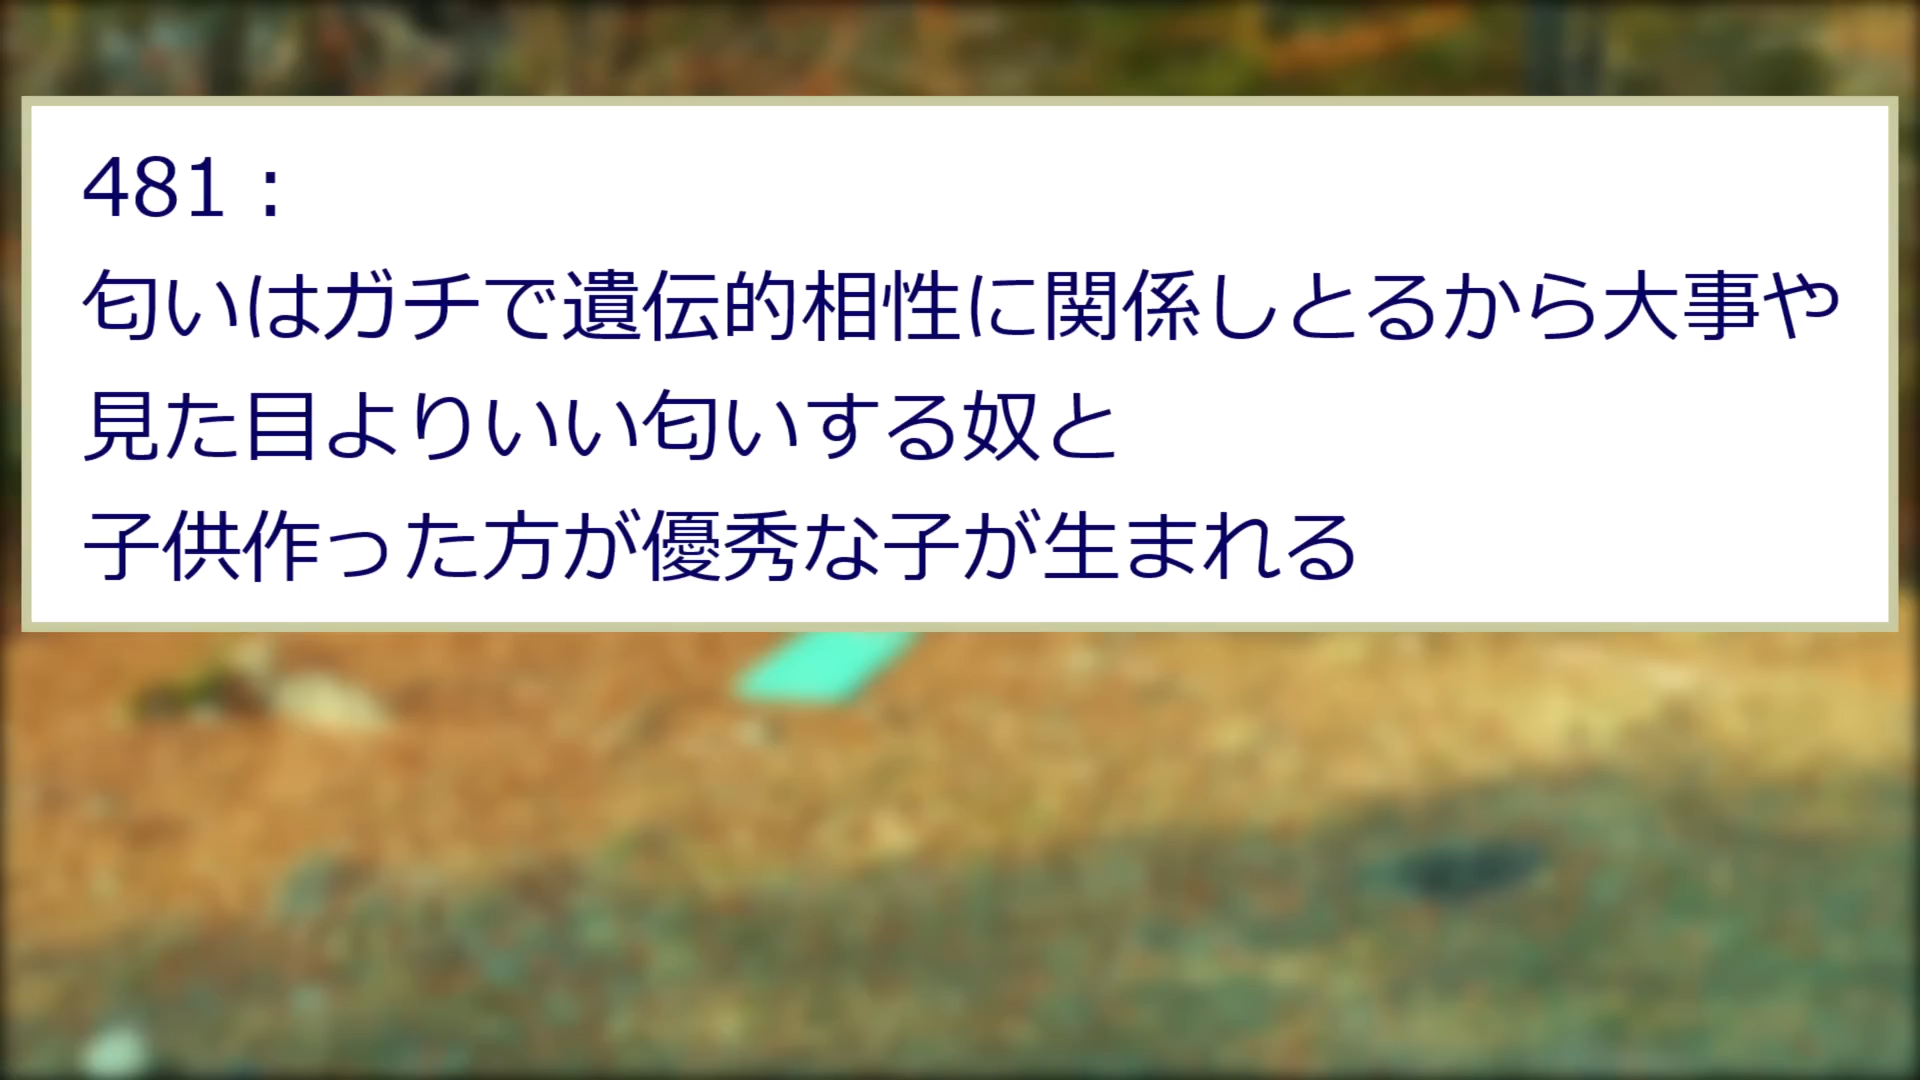 481：
匂いはガチで遺伝的相性に関係しとるから大事や
見た目よりいい匂いする奴と
子供作った方が優秀な子が生まれる